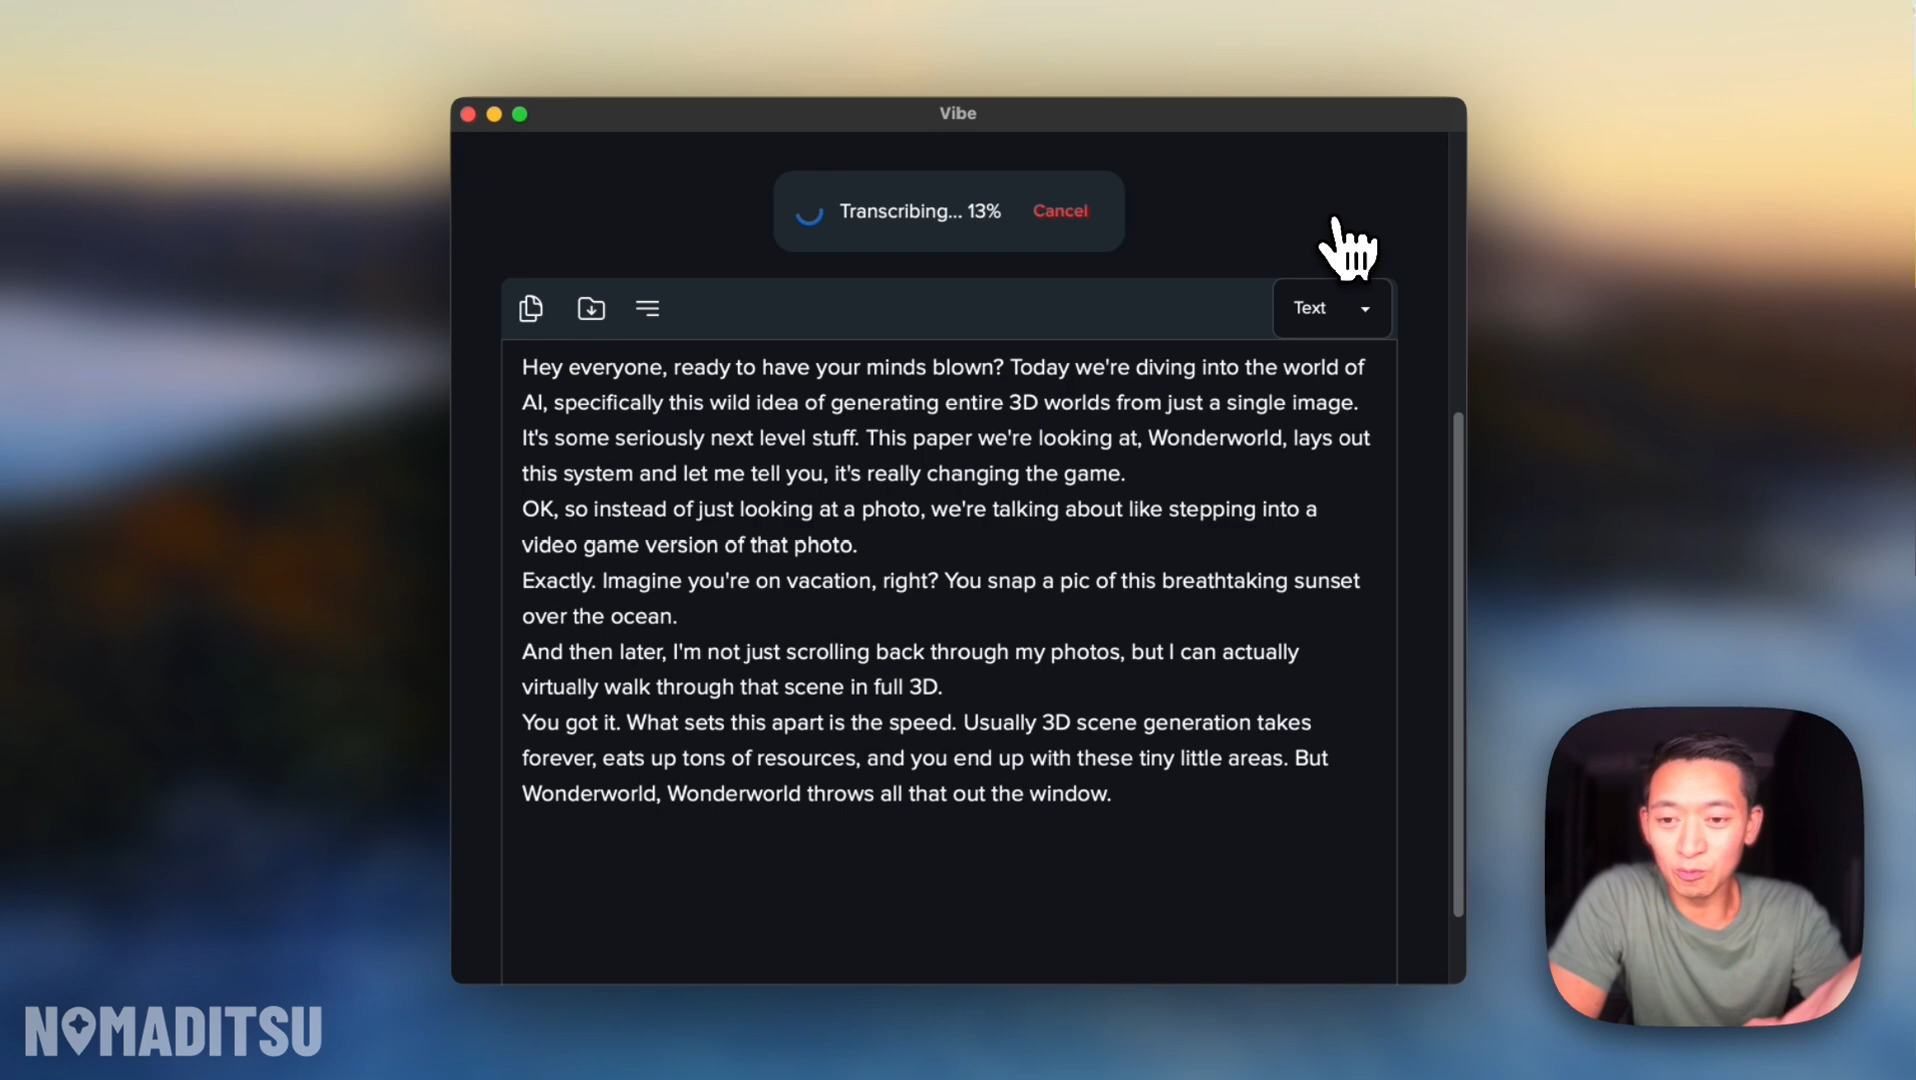 Vibe
Transcribing... 13% Cancel
Text
Hey everyone, ready to have your minds blown? Today we're diving into the world of
AI, specifically this wild idea of generating entire 3D worlds from just a single image.
It's some seriously next level stuff. This paper we're looking at, Wonderworld, lays out
this system and let me tell you, it's really changing the game.
OK, so instead of just looking at a photo, we're talking about like stepping into a
video game version of that photo.
Exactly. Imagine you're on vacation, right? You snap a pic of this breathtaking sunset
over the ocean.
And then later, I'm not just scrolling back through my photos, but I can actually
virtually walk through that scene in full 3D.
You got it. What sets this apart is the speed. Usually 3D scene generation takes
forever, eats up tons of resources, and you end up with these tiny little areas. But
Wonderworld, Wonderworld throws all that out the window.
NOMADITSU